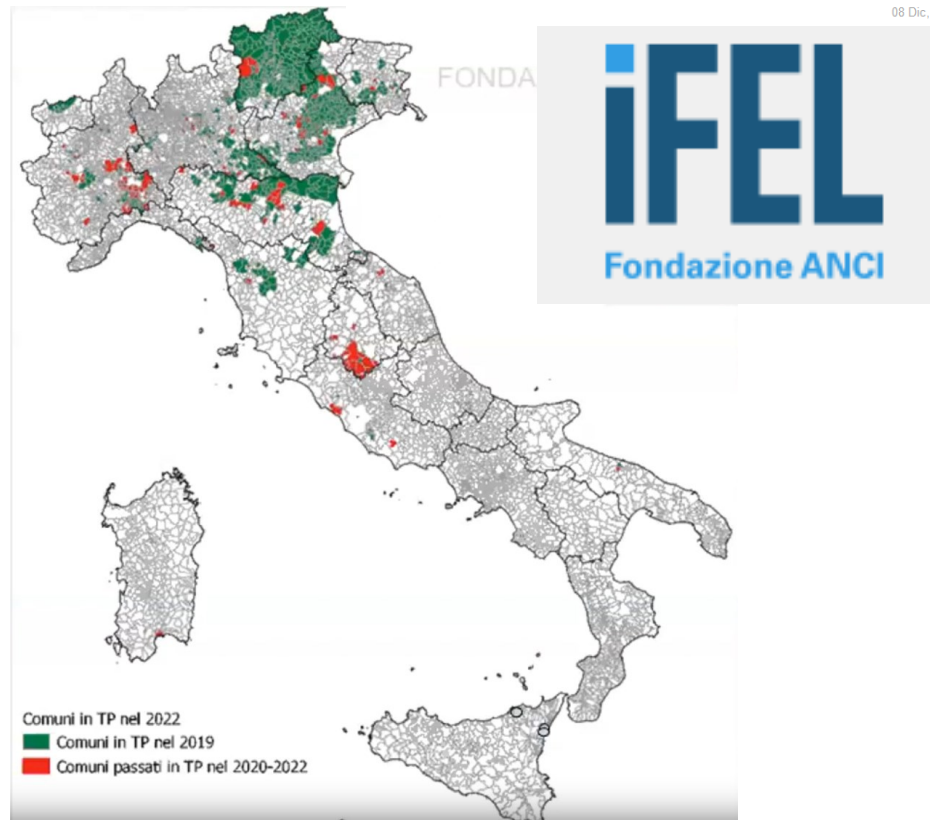 08 Dic,
FONDA
iFEL
Fondazione ANCI
Comuni in TP nel 2022
Comuni in TP nel 2019
Comuni passati in TP nel 2020-2022